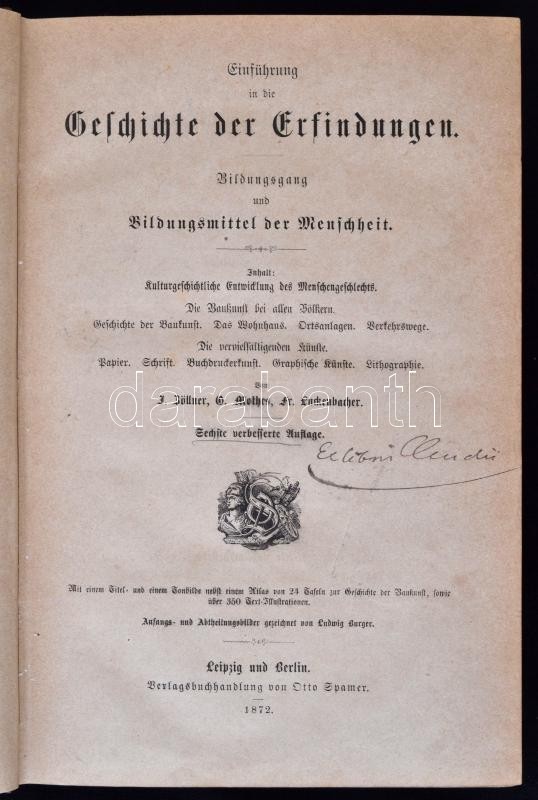 Einführung
in die
Geschichte der Erfindungen.
Bildungsgang
und
Bildungsmittel der Menschheit.
Inhalt:
Kulturgeschichtliche Entwicklung des Menschengeschlechts.
Die Baukunst bei allen Völkern.
Geschichte der Baukunst. Das Wohnhaus. Ortsanlagen. Verkehrswege.
Die vervielfältigenden Künste.
Papier. Schrift. Buchdruckerkunst. Graphische Künste. Lithographie.
Von
J. Zöllner, O. Mothes, Fr. Luckenbacher.
darabanth
Sechste verbesserte Auflage.
Ex libris
Mit einem Titel- und einem Tonbilde nebst einem Atlas von 24 Tafeln zur Geschichte der Baukunst, sowie
über 350 Text-Illustrationen.
Anfangs- und Abtheilungsbilder gezeichnet von Ludwig Burger.
Leipzig und Berlin.
Verlagsbuchhandlung von Otto Spamer.
1872.